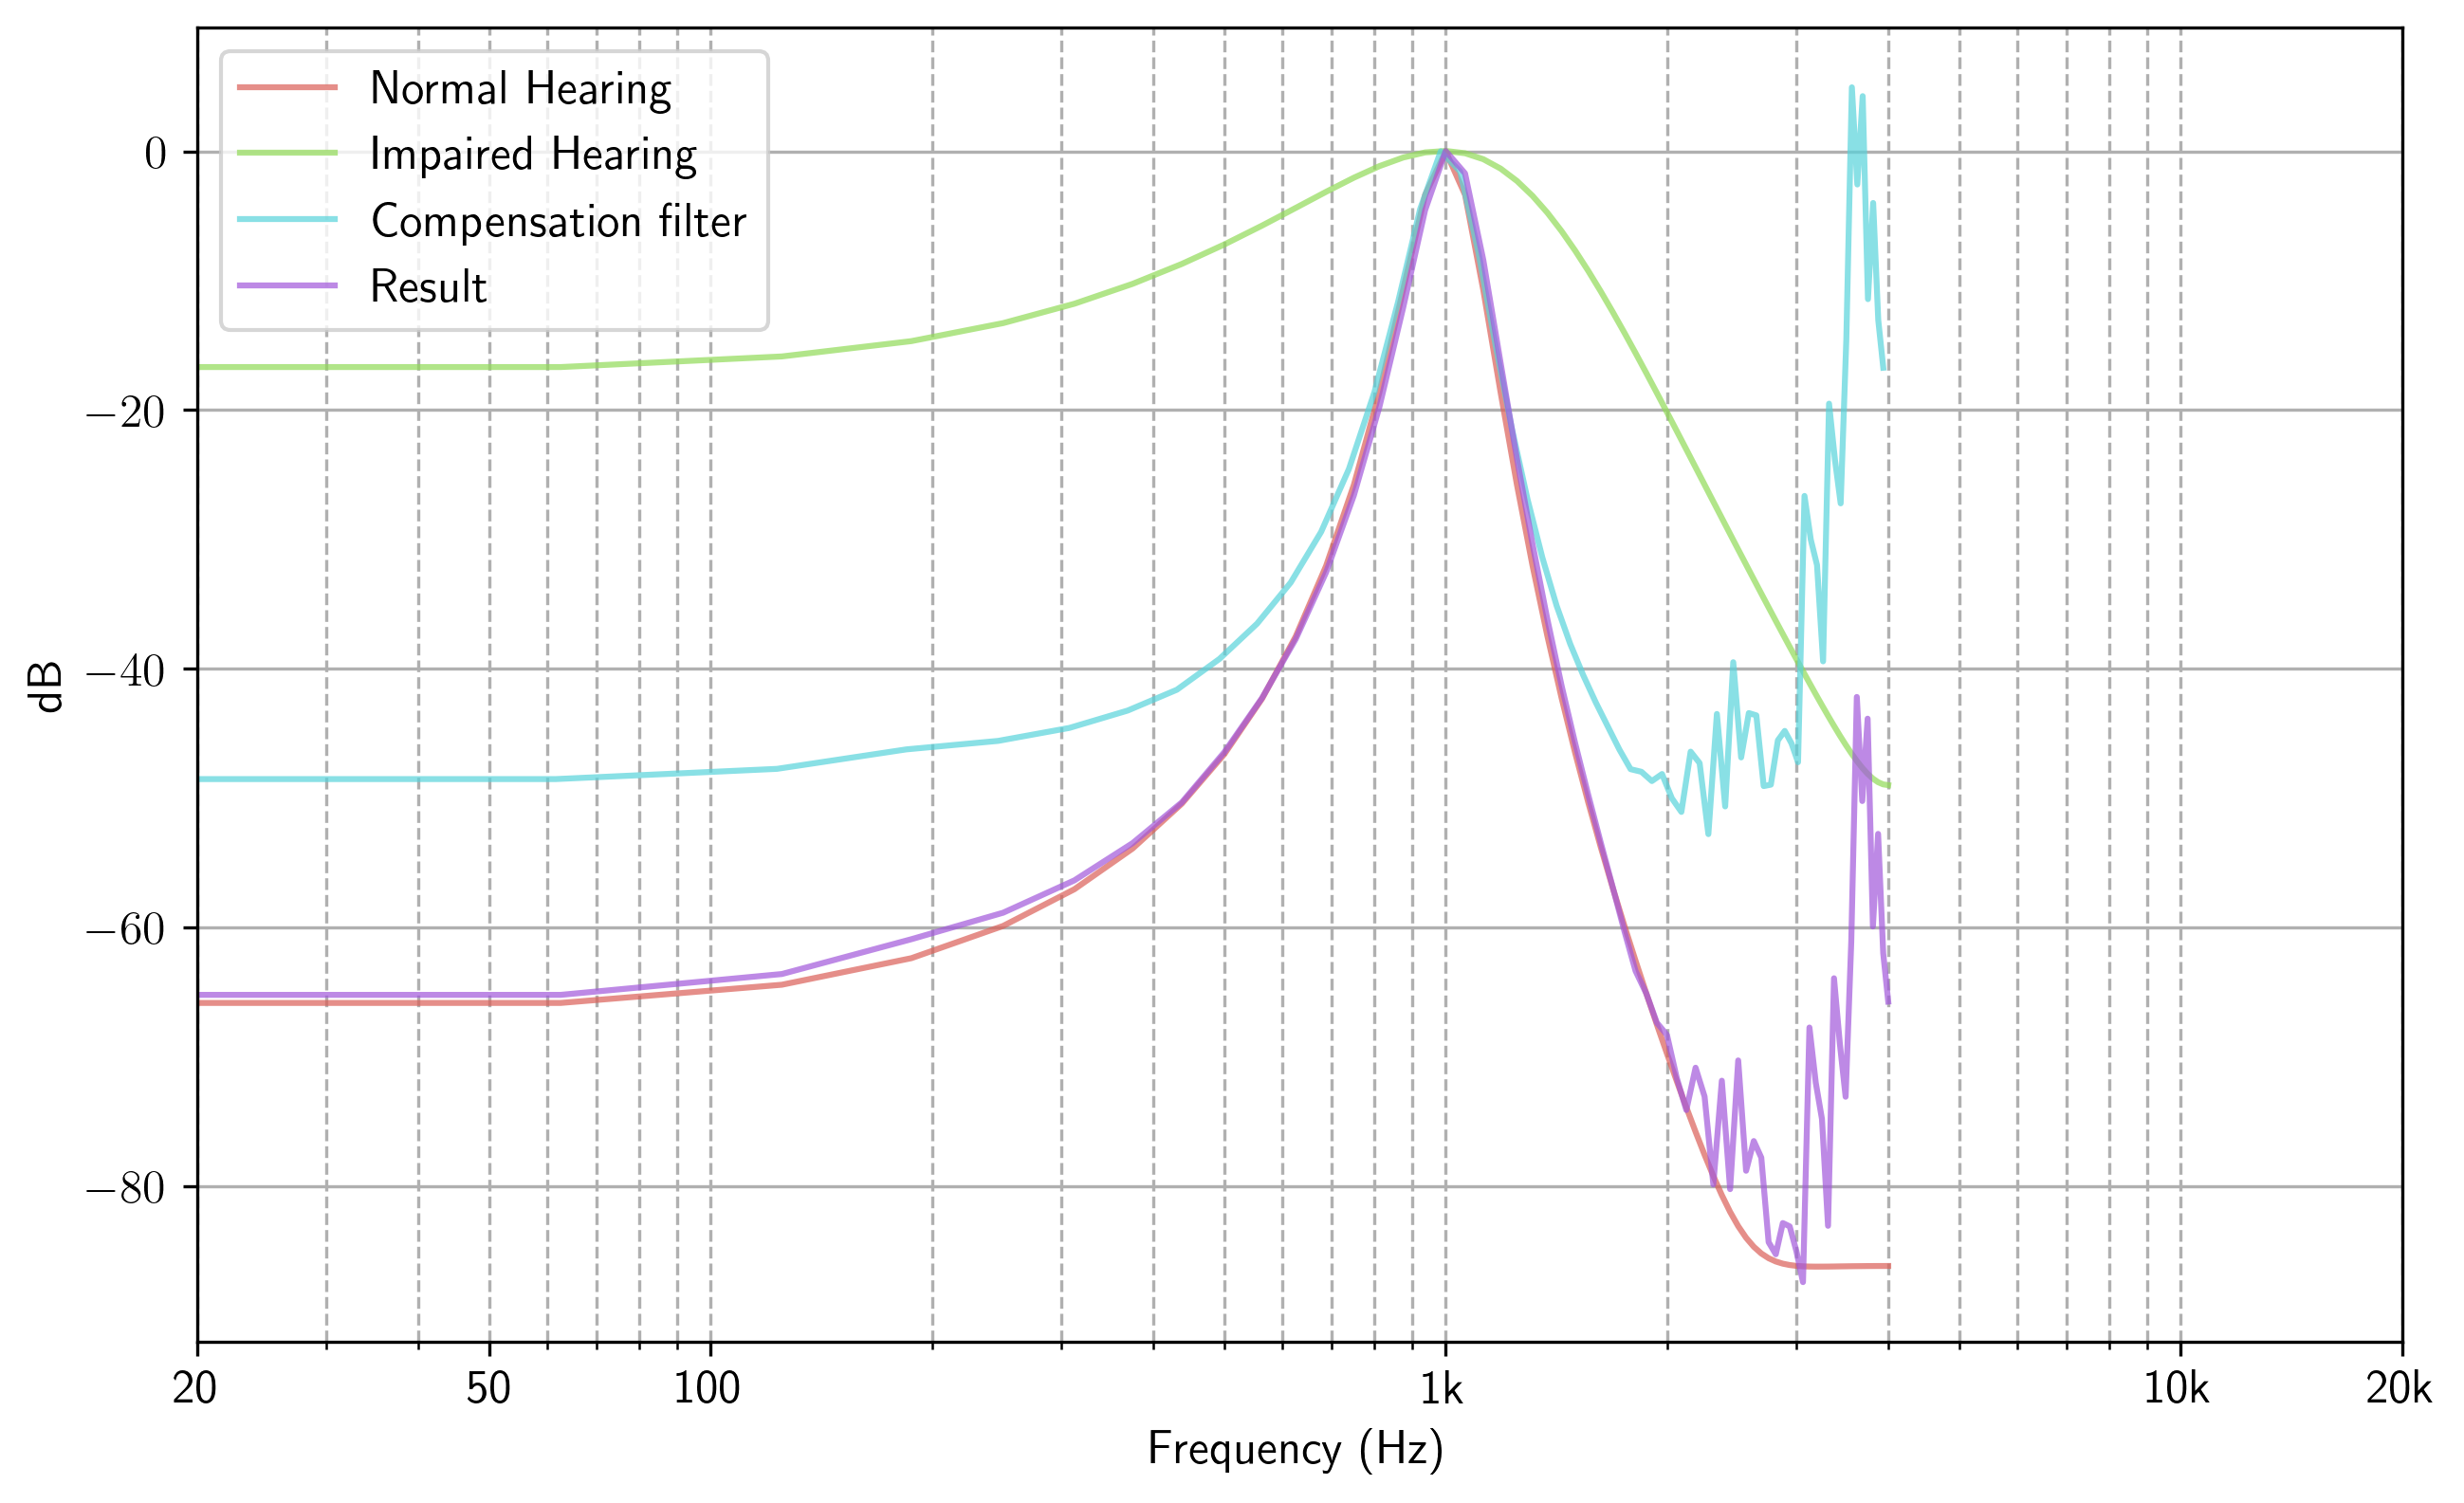 Normal Hearing
Impaired Hearing
Compensation filter
Result
0
−20
−40
−60
−80
dB
20 50 100 1k 10k 20k
Frequency (Hz)